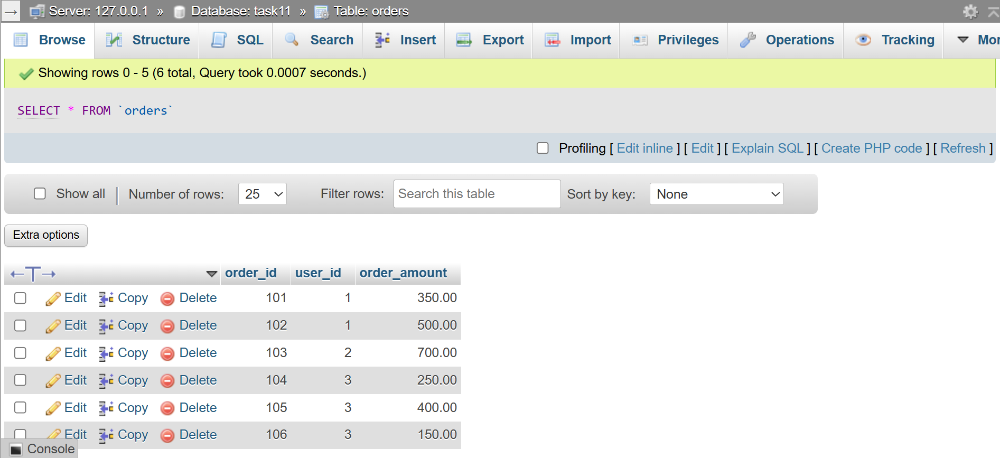 Server: 127.0.0.1 » Database: task11 » Table: orders
Browse Structure SQL Search Insert Export Import Privileges Operations Tracking Mor
Showing rows 0 - 5 (6 total, Query took 0.0007 seconds.)
SELECT * FROM `orders`
Profiling [ Edit inline ] [ Edit ] [ Explain SQL ] [ Create PHP code ] [ Refresh ]
Show all Number of rows: 25 Filter rows: Search this table Sort by key: None
Extra options
order_id user_id order_amount
Edit Copy Delete 101 1 350.00
Edit Copy Delete 102 1 500.00
Edit Copy Delete 103 2 700.00
Edit Copy Delete 104 3 250.00
Edit Copy Delete 105 3 400.00
Edit Copy Delete 106 3 150.00
Console